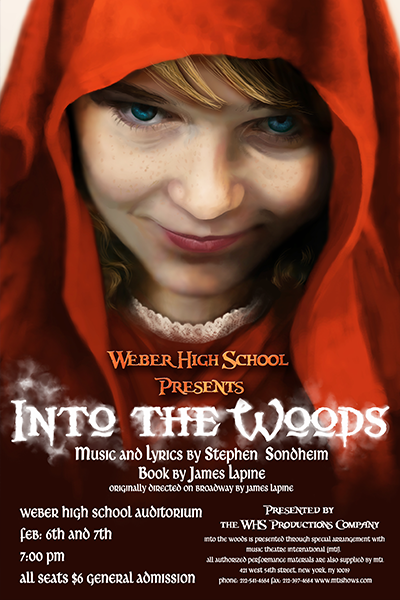 Weber High School
Presents
Into the Woods
Music and Lyrics by Stephen Sondheim
Book by James Lapine
originally directed on broadway by james lapine
weber high school auditorium
feb: 6th and 7th
7:00 pm
all seats $6 general admission
Presented by
the WHS Productions Company
into the woods is presented through special arrangement with
music theatre international (mti).
all authorized performance materials are also supplied by mti.
421 west 54th street, new york, ny 10019
phone: 212-541-4684 fax: 212-397-4684 www.mtishows.com